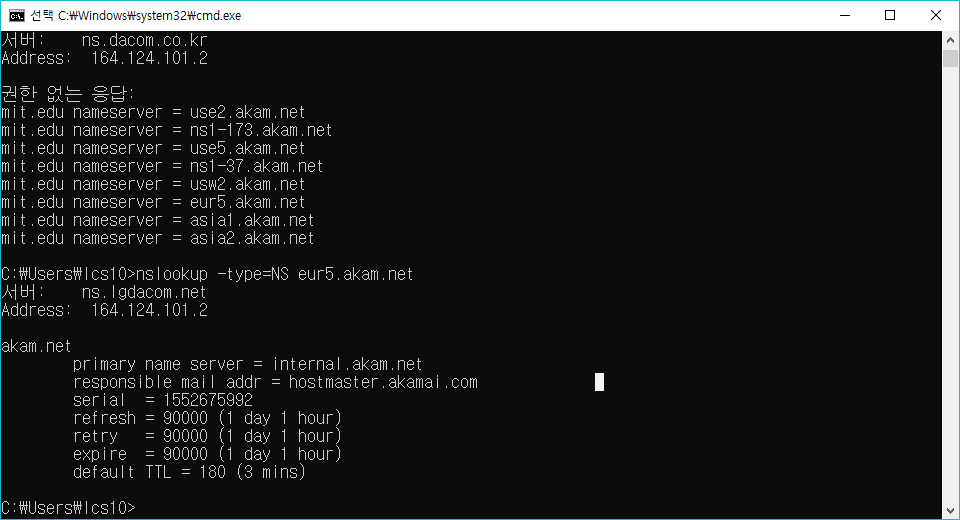 선택 C:₩Windows₩system32₩cmd.exe
서버:    ns.dacom.co.kr
Address:  164.124.101.2
권한 없는 응답:
mit.edu nameserver = use2.akam.net
mit.edu nameserver = ns1-173.akam.net
mit.edu nameserver = use5.akam.net
mit.edu nameserver = ns1-37.akam.net
mit.edu nameserver = usw2.akam.net
mit.edu nameserver = eur5.akam.net
mit.edu nameserver = asia1.akam.net
mit.edu nameserver = asia2.akam.net
C:₩Users₩lcs10>nslookup -type=NS eur5.akam.net
서버:    ns.lgdacom.net
Address:  164.124.101.2
akam.net
primary name server = internal.akam.net
responsible mail addr = hostmaster.akamai.com
serial  = 1552675992
refresh = 90000 (1 day 1 hour)
retry   = 90000 (1 day 1 hour)
expire  = 90000 (1 day 1 hour)
default TTL = 180 (3 mins)
C:₩Users₩lcs10>